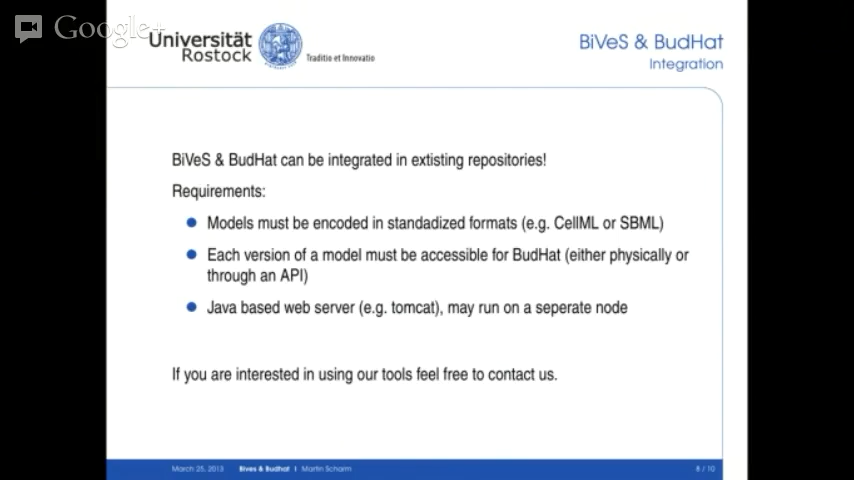 Google+
Universität
Rostock
Traditio et Innovatio
BiVeS & BudHat
Integration
BiVeS & BudHat can be integrated in extisting repositories!
Requirements:
Models must be encoded in standadized formats (e.g. CellML or SBML)
Each version of a model must be accessible for BudHat (either physically or
through an API)
Java based web server (e.g. tomcat), may run on a seperate node
If you are interested in using our tools feel free to contact us.
March 25, 2013 Bives & Budhat | Martin Scharm 8 / 10